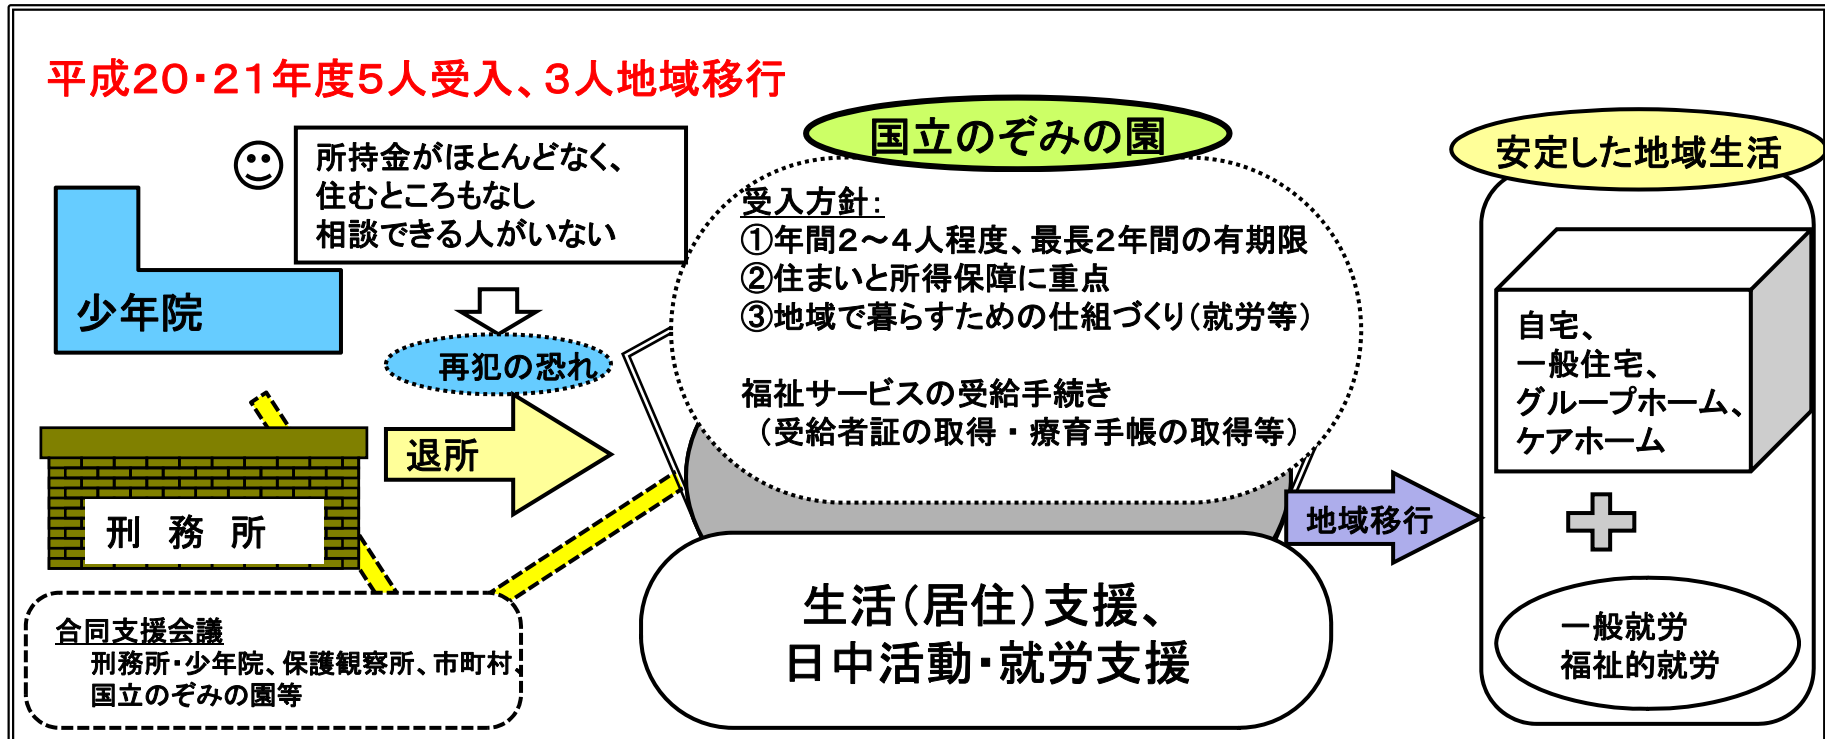 平成20・21年度5人受入、3人地域移行
所持金がほとんどなく、
住むところもなし
相談できる人がいない
少年院
再犯の恐れ
退所
刑務所
合同支援会議
刑務所・少年院、保護観察所、市町村、
国立のぞみの園等
国立のぞみの園
受入方針：
①年間2～4人程度、最長2年間の有期限
②住まいと所得保障に重点
③地域で暮らすための仕組づくり（就労等）
福祉サービスの受給手続き
（受給者証の取得・療育手帳の取得等）
生活（居住）支援、
日中活動・就労支援
地域移行
安定した地域生活
自宅、
一般住宅、
グループホーム、
ケアホーム
一般就労
福祉的就労